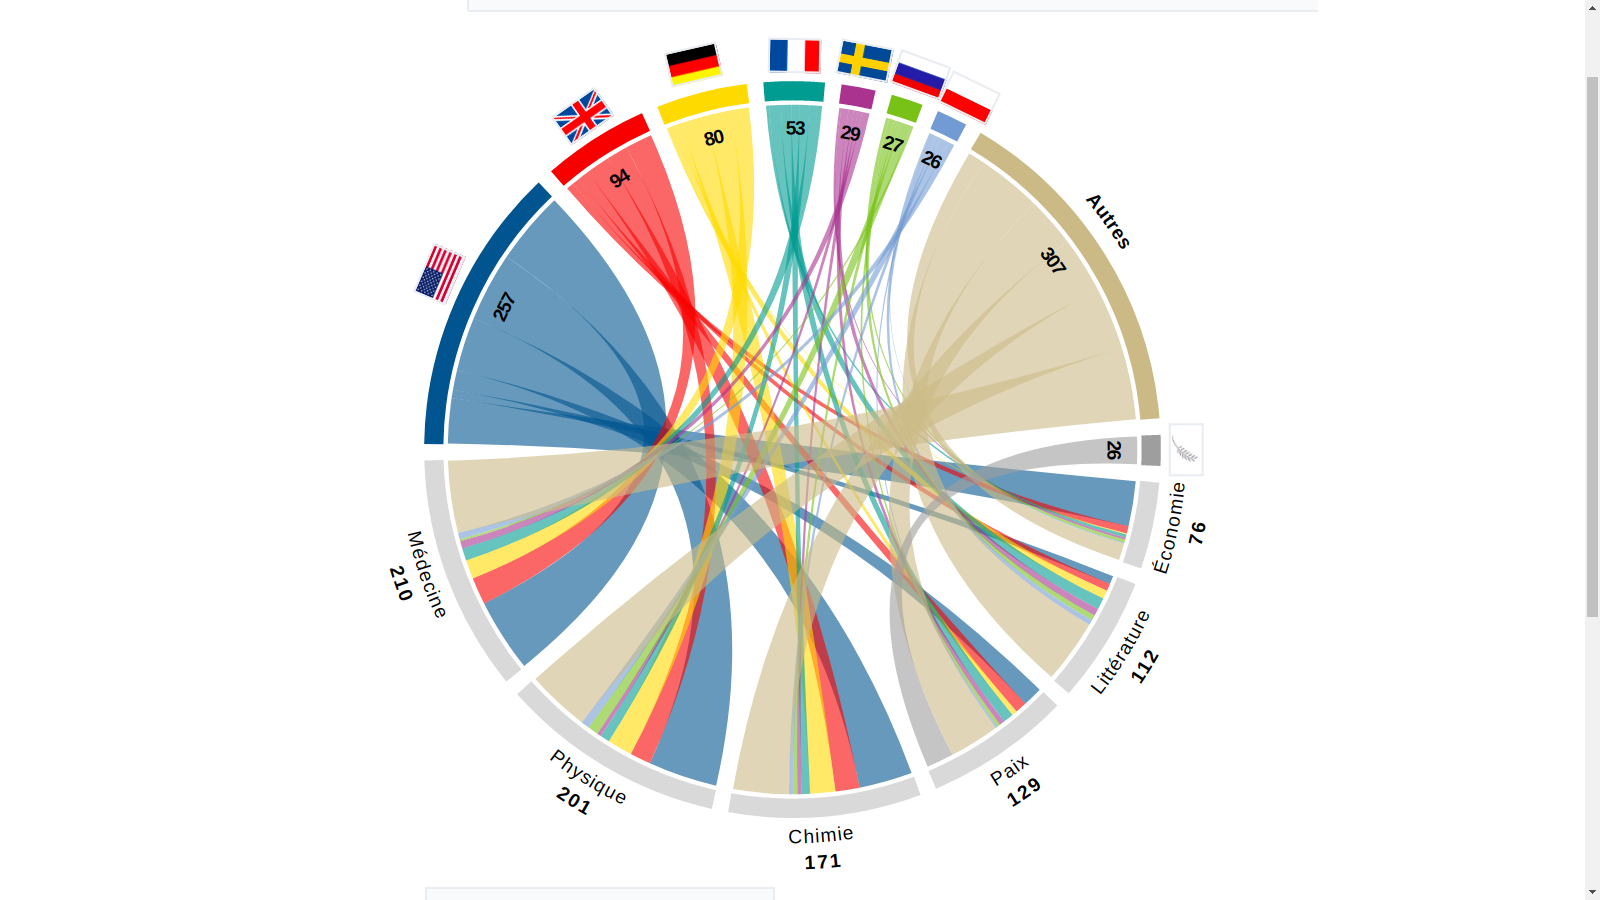 257
94
80
53
29
27
26
Autres
307
26
Économie
76
Littérature
112
Paix
129
Chimie
171
Physique
201
Médecine
210